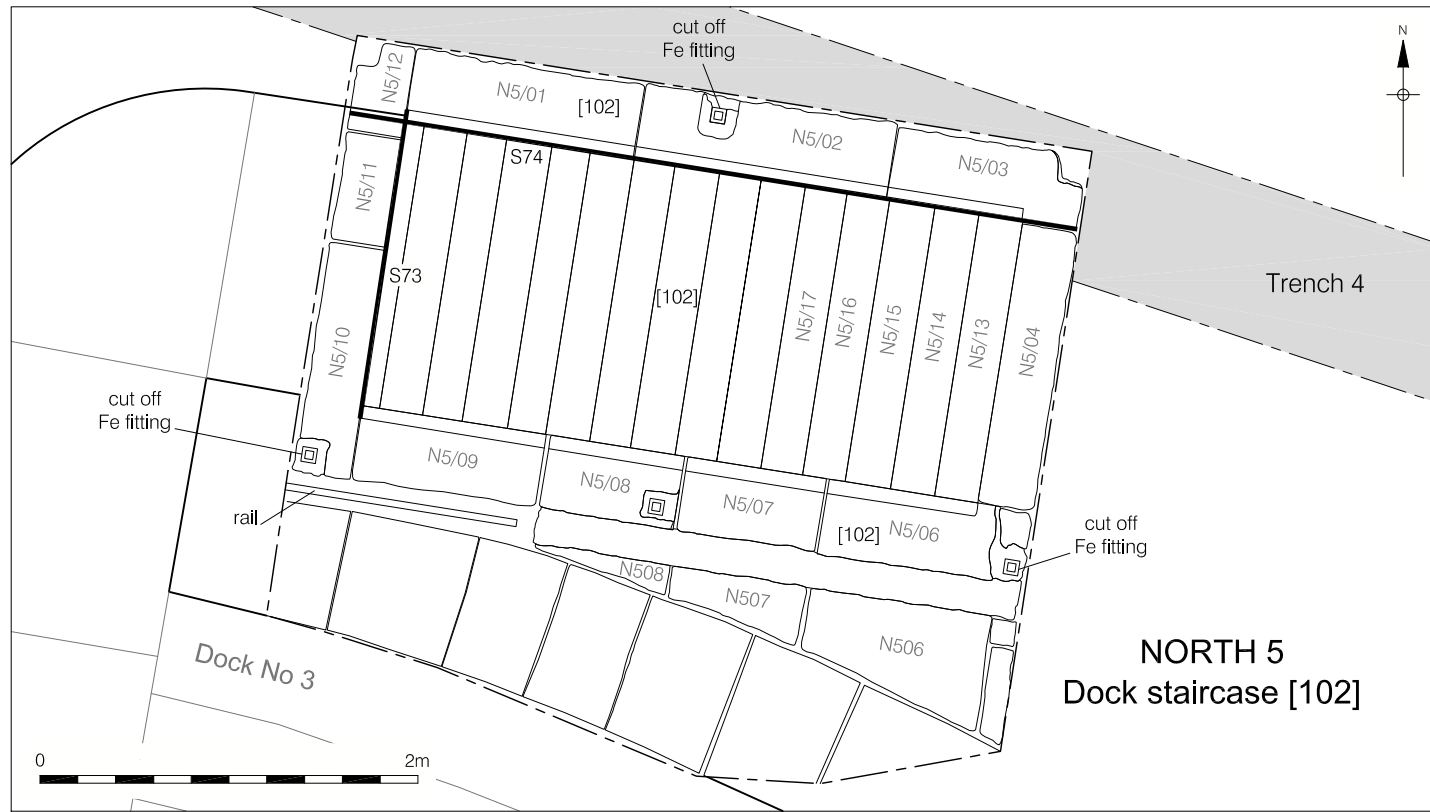 cut off
Fe fitting
N
N5/12
N5/01
[102]
N5/02
N5/03
S74
N5/11
S73
[102]
Trench 4
N5/17
N5/16
N5/15
N5/14
N5/13
N5/04
N5/10
cut off
Fe fitting
N5/09
N5/08
N5/07
[102]
N5/06
rail
cut off
Fe fitting
N508
N507
N506
Dock No 3
NORTH 5
Dock staircase [102]
0
2m